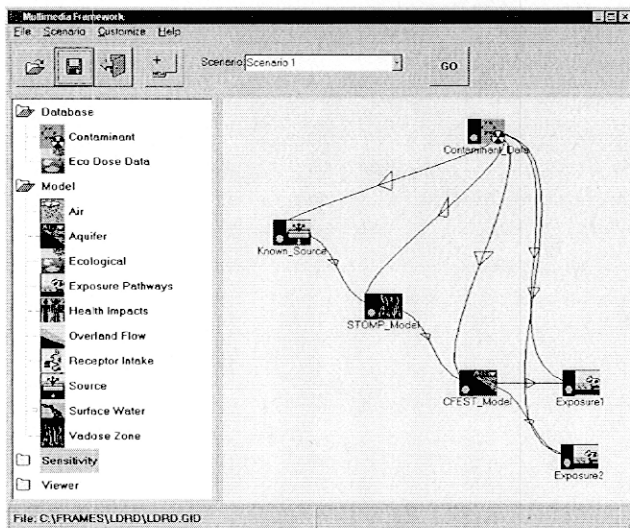 Multimedia Framework
File Scenario Customize Help
Scenario: Scenario 1
GO
Database
Contaminant
Eco Dose Data
Model
Air
Aquifer
Ecological
Exposure Pathways
Health Impacts
Overland Flow
Receptor Intake
Source
Surface Water
Vadose Zone
Sensitivity
Viewer
Contaminant_Data
Known_Source
STOMP_Model
CFEST_Model
Exposure1
Exposure2
File: C:\FRAMES\LDRD\LDRD.GID